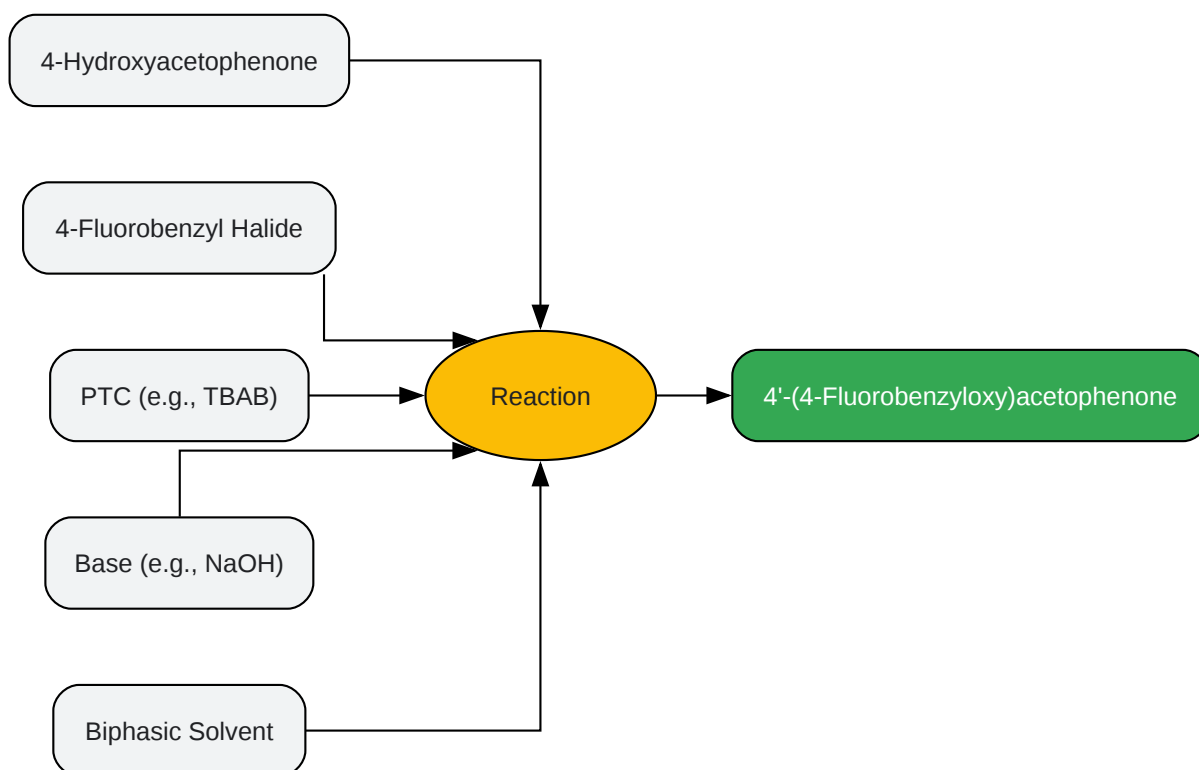 4-Hydroxyacetophenone
4-Fluorobenzyl Halide
PTC (e.g., TBAB)
Reaction
4'-(4-Fluorobenzyloxy)acetophenone
Base (e.g., NaOH)
Biphasic Solvent